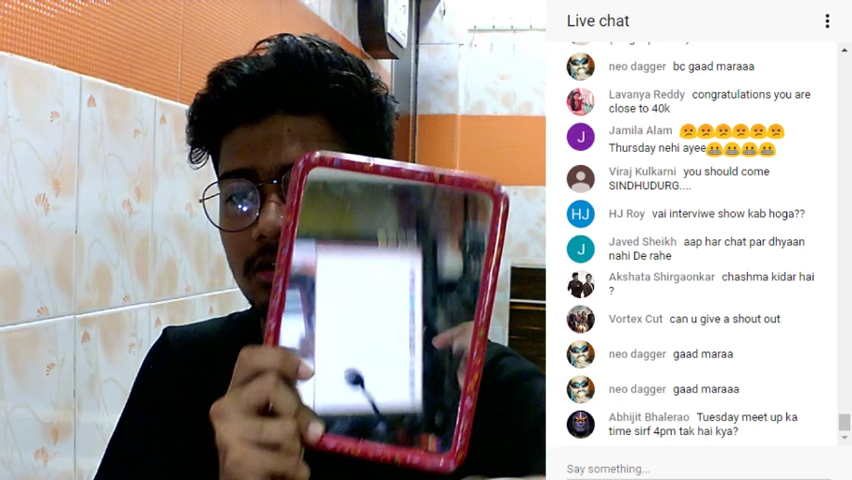 Live chat
neo dagger bc gaad maraaa
Lavanya Reddy congratulations you are
close to 40k
J
Jamila Alam 😡😡😡😡😡😡
Thursday nehi ayee😬😬😬😬
Viraj Kulkarni you should come
SINDHUDURG....
HJ
HJ Roy vai interviwe show kab hoga??
J
Javed Sheikh aap har chat par dhyaan
nahi De rahe
Akshata Shirgaonkar chashma kidar hai
?
Vortex Cut can u give a shout out
neo dagger gaad maraa
neo dagger gaad maraaa
Abhijit Bhalerao Tuesday meet up ka
time sirf 4pm tak hai kya?
Say something...